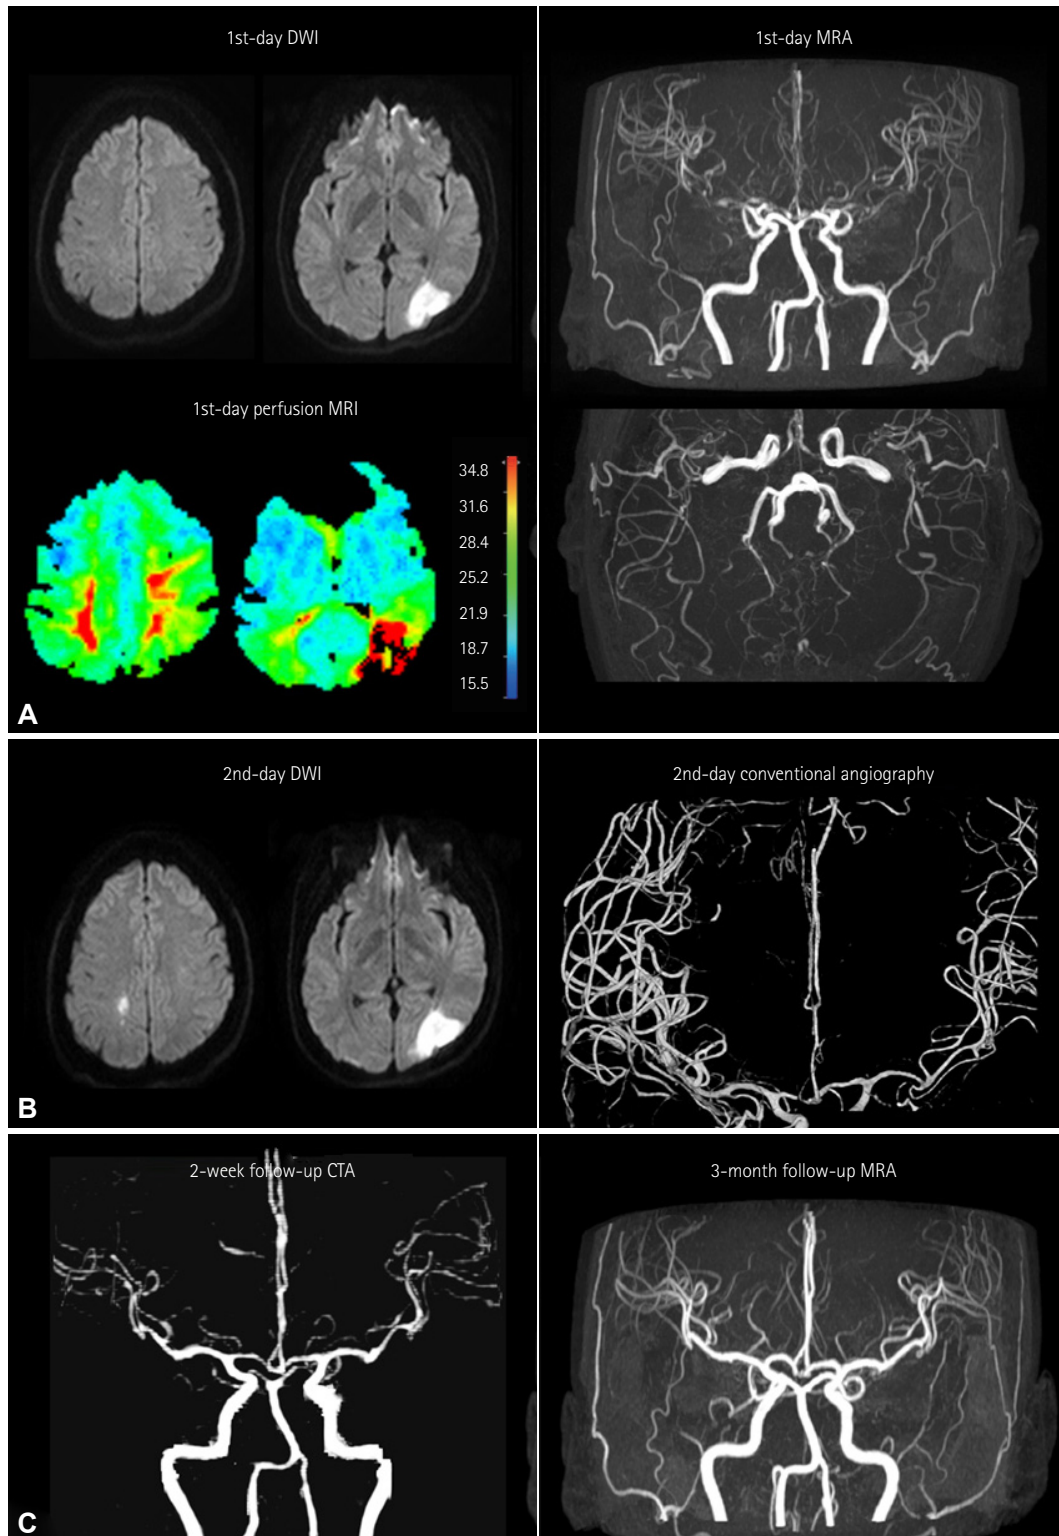 1st-day DWI
1st-day MRA
1st-day perfusion MRI
34.8
31.6
28.4
25.2
21.9
18.7
15.5
A
2nd-day DWI
2nd-day conventional angiography
B
2-week follow-up CTA
3-month follow-up MRA
C